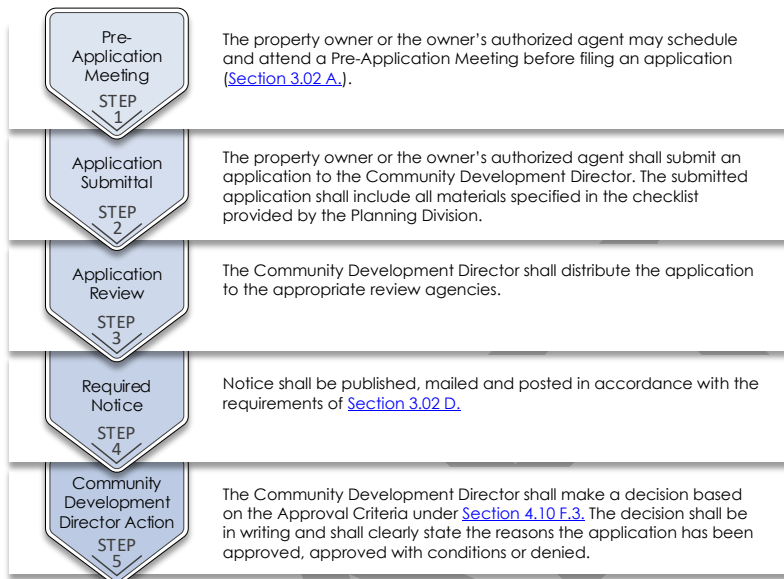 Pre-
Application
Meeting
STEP
1
The property owner or the owner's authorized agent may schedule
and attend a Pre-Application Meeting before filing an application
(Section 3.02 A.).
Application
Submittal
STEP
2
The property owner or the owner's authorized agent shall submit an
application to the Community Development Director. The submitted
application shall include all materials specified in the checklist
provided by the Planning Division.
Application
Review
STEP
3
The Community Development Director shall distribute the application
to the appropriate review agencies.
Required
Notice
STEP
4
Notice shall be published, mailed and posted in accordance with the
requirements of Section 3.02 D.
Community
Development
Director Action
STEP
5
The Community Development Director shall make a decision based
on the Approval Criteria under Section 4.10 F.3. The decision shall be
in writing and shall clearly state the reasons the application has been
approved, approved with conditions or denied.